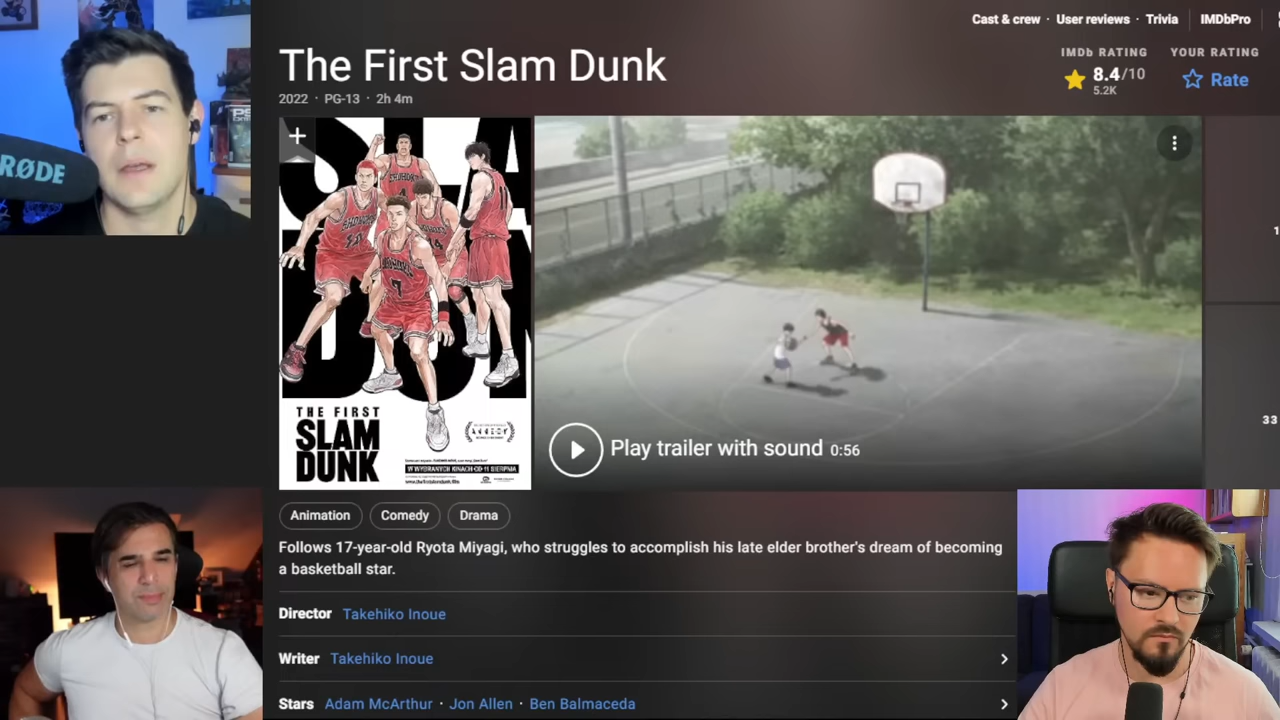 Cast & crew · User reviews · Trivia IMDbPro
The First Slam Dunk
2022 · PG-13 · 2h 4m
IMDb RATING
8.4/10
5.2K
YOUR RATING
Rate
RØDE
THE FIRST
SLAM
DUNK
W WYBRANYCH KINACH OD 11 SIERPNIA
Play trailer with sound 0:56
33
Animation
Comedy
Drama
Follows 17-year-old Ryota Miyagi, who struggles to accomplish his late elder brother's dream of becoming
a basketball star.
Director Takehiko Inoue
Writer Takehiko Inoue
Stars Adam McArthur · Jon Allen · Ben Balmaceda